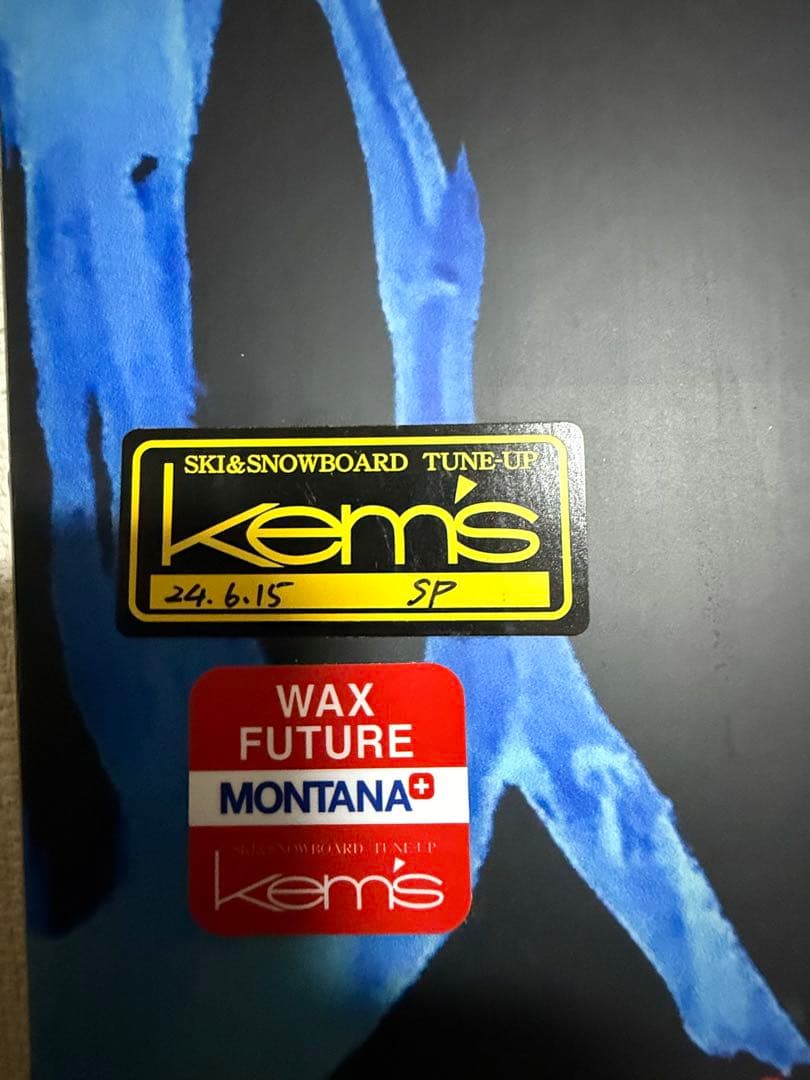 SKI&SNOWBOARD TUNE-UP
kem's
24.6.15 SP
WAX
FUTURE
MONTANA
SKI&SNOWBOARD TUNE-UP
kem's